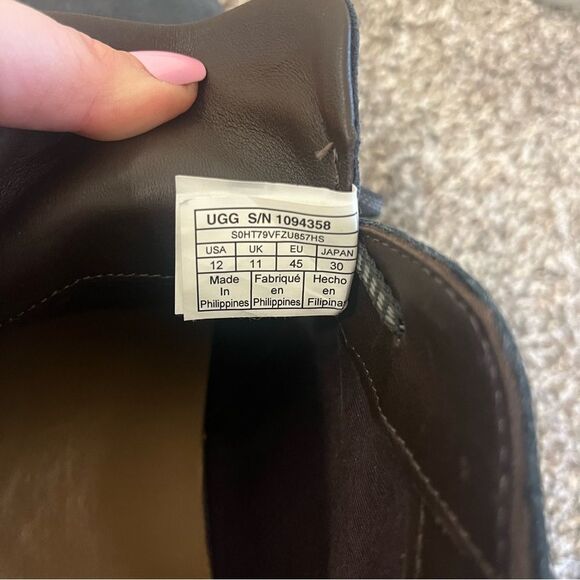 UGG S/N 1094358
S0HT79VFZU857HS
USA UK EU JAPAN
12 11 45 30
Made Fabriqué Hecho
In en en
Philippines Philippines Filipinas